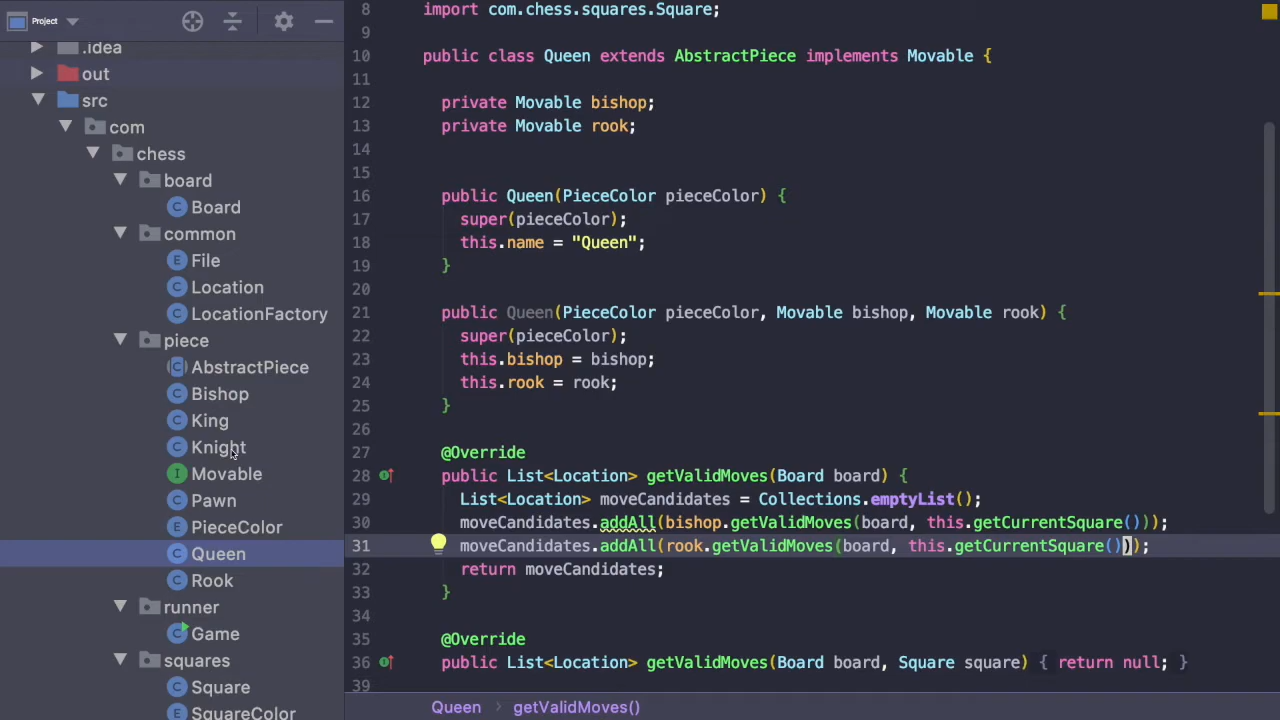 Project
.idea
out
src
com
chess
board
Board
common
File
Location
LocationFactory
piece
AbstractPiece
Bishop
King
Knight
Movable
Pawn
PieceColor
Queen
Rook
runner
Game
squares
Square
SquareColor
8 import com.chess.squares.Square;
9
10 public class Queen extends AbstractPiece implements Movable {
11
12 private Movable bishop;
13 private Movable rook;
14
15
16 public Queen(PieceColor pieceColor) {
17 super(pieceColor);
18 this.name = "Queen";
19 }
20
21 public Queen(PieceColor pieceColor, Movable bishop, Movable rook) {
22 super(pieceColor);
23 this.bishop = bishop;
24 this.rook = rook;
25 }
26
27 @Override
28 public List<Location> getValidMoves(Board board) {
29 List<Location> moveCandidates = Collections.emptyList();
30 moveCandidates.addAll(bishop.getValidMoves(board, this.getCurrentSquare()));
31 moveCandidates.addAll(rook.getValidMoves(board, this.getCurrentSquare()));
32 return moveCandidates;
33 }
34
35 @Override
36 public List<Location> getValidMoves(Board board, Square square) { return null; }
39
Queen > getValidMoves()